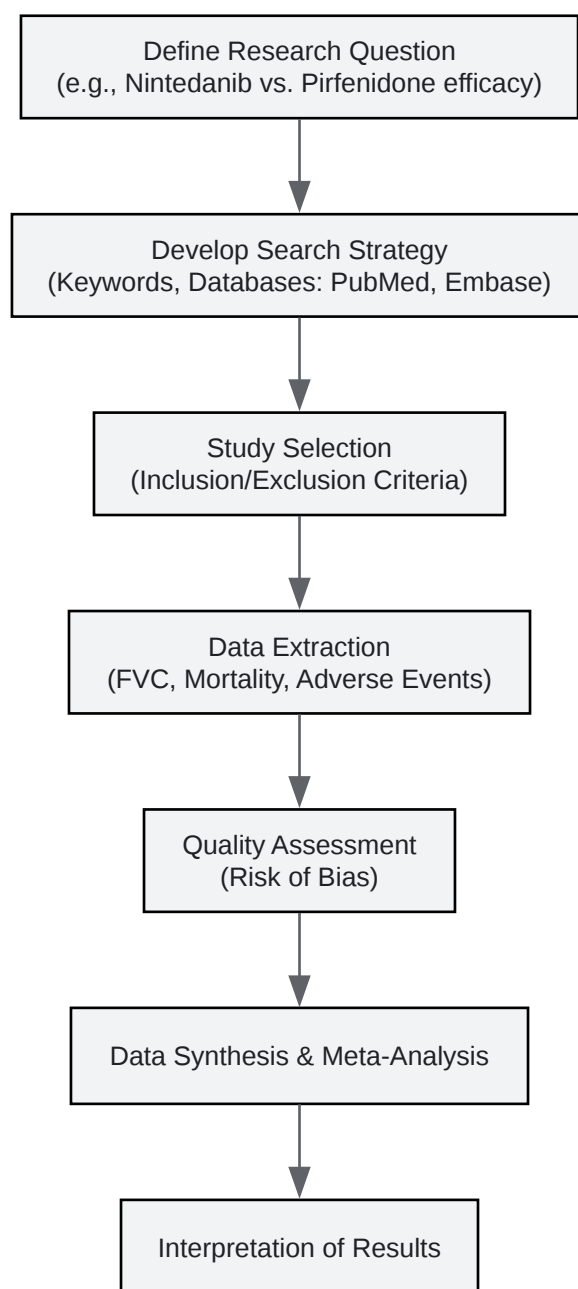 Define Research Question
(e.g., Nintedanib vs. Pirfenidone efficacy)
Develop Search Strategy
(Keywords, Databases: PubMed, Embase)
Study Selection
(Inclusion/Exclusion Criteria)
Data Extraction
(FVC, Mortality, Adverse Events)
Quality Assessment
(Risk of Bias)
Data Synthesis & Meta-Analysis
Interpretation of Results